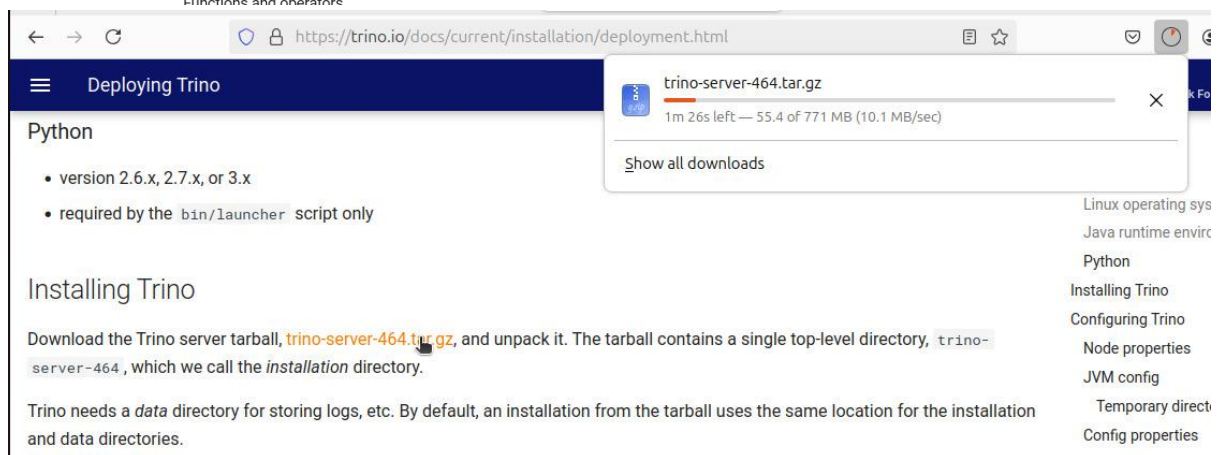 Functions and operators
https://trino.io/docs/current/installation/deployment.html
Deploying Trino
trino-server-464.tar.gz
1m 26s left — 55.4 of 771 MB (10.1 MB/sec)
Show all downloads
Python
• version 2.6.x, 2.7.x, or 3.x
• required by the bin/launcher script only
Installing Trino
Download the Trino server tarball, trino-server-464.tar.gz, and unpack it. The tarball contains a single top-level directory, trino-
server-464, which we call the installation directory.
Trino needs a data directory for storing logs, etc. By default, an installation from the tarball uses the same location for the installation
and data directories.
k Fo
Linux operating sys
Java runtime enviro
Python
Installing Trino
Configuring Trino
Node properties
JVM config
Temporary direct
Config properties